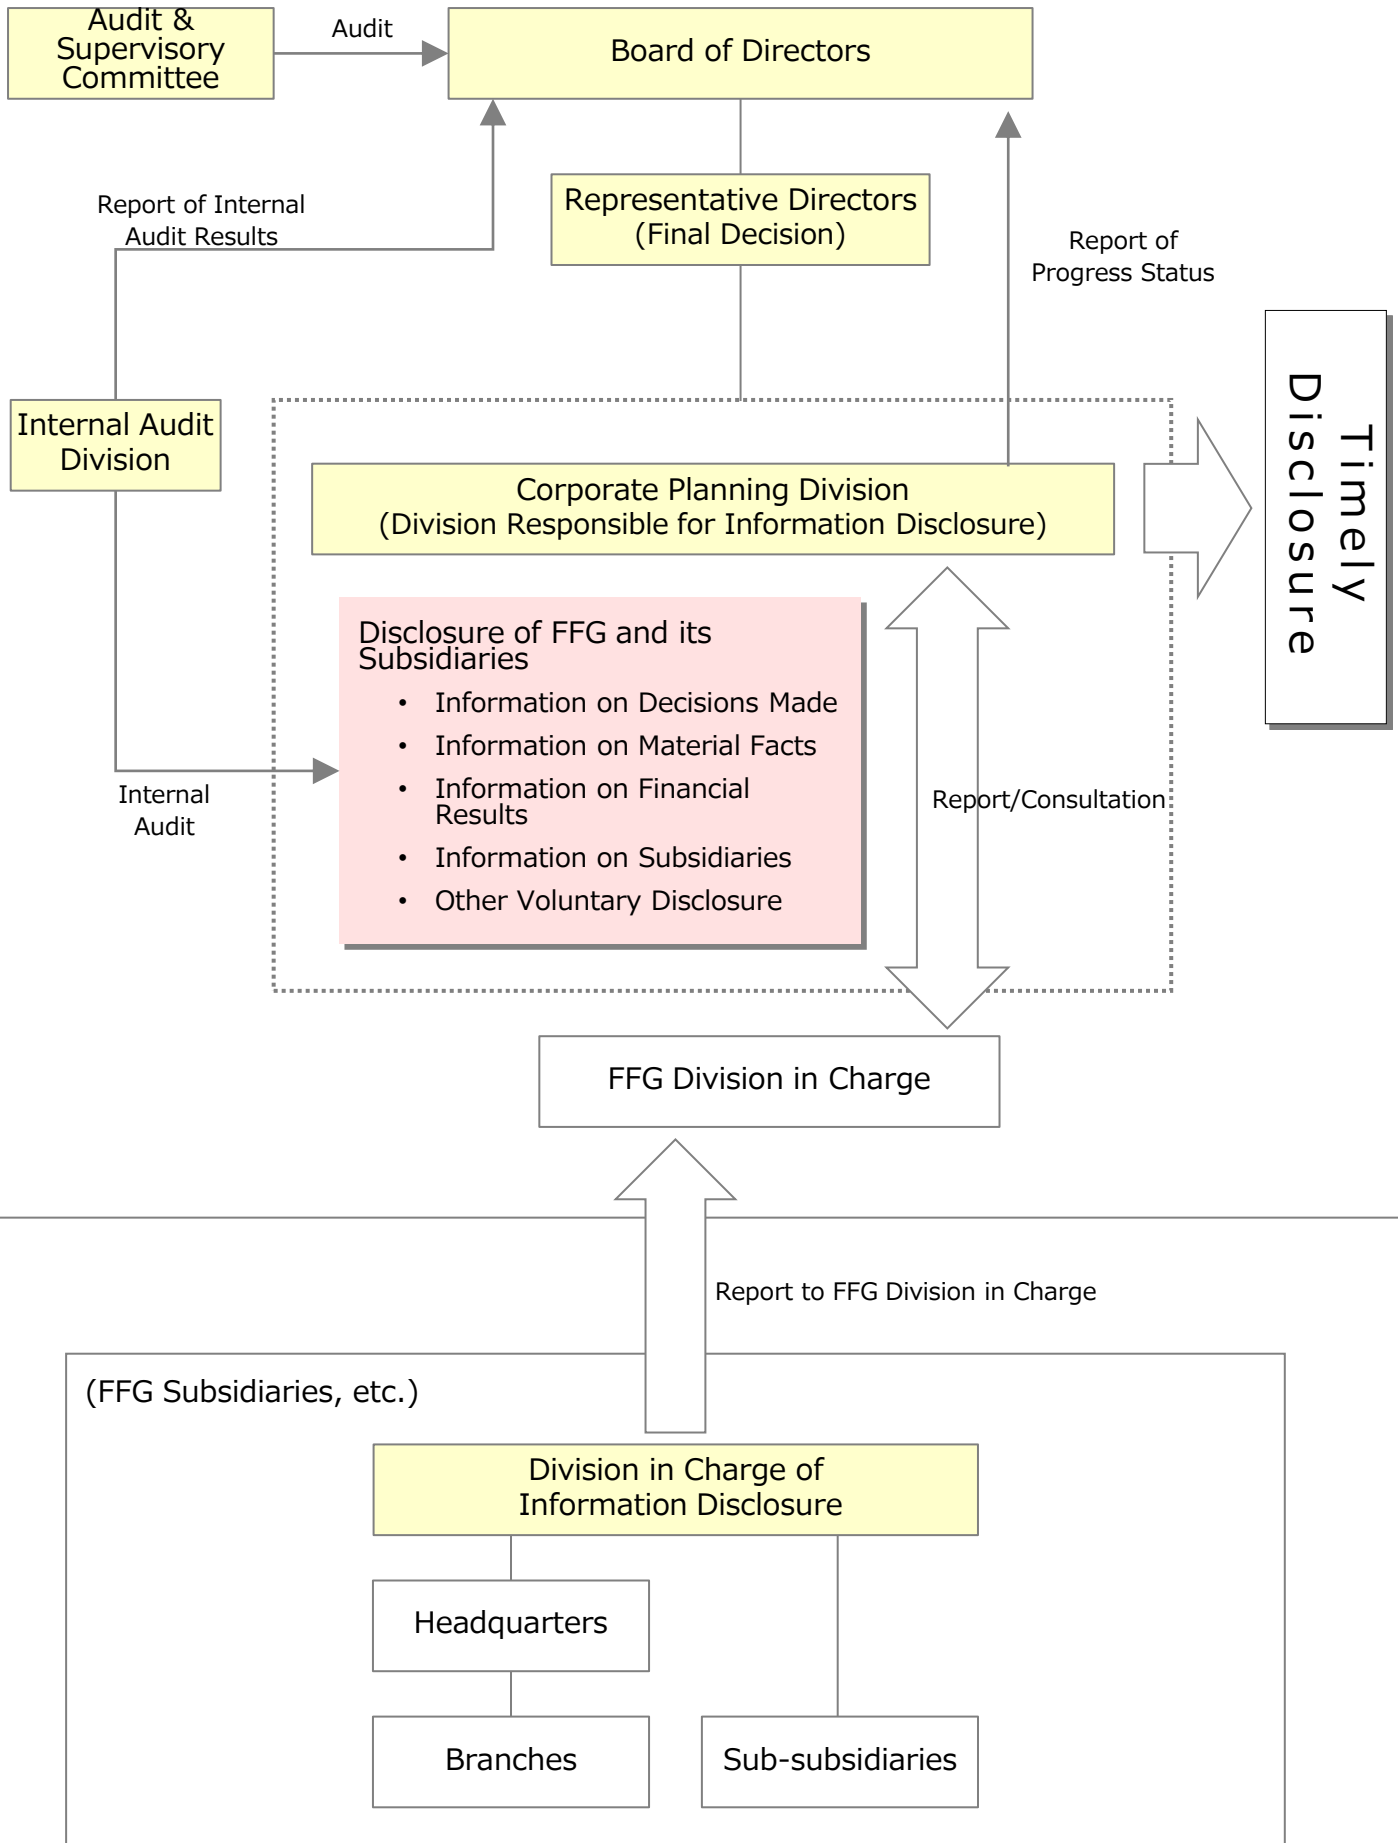 Audit &
Supervisory
Committee
Audit
Board of Directors
Report of Internal
Audit Results
Representative Directors
(Final Decision)
Report of
Progress Status
Timely
Disclosure
Internal Audit
Division
Corporate Planning Division
(Division Responsible for Information Disclosure)
Disclosure of FFG and its
Subsidiaries
• Information on Decisions Made
• Information on Material Facts
• Information on Financial
Results
• Information on Subsidiaries
• Other Voluntary Disclosure
Internal
Audit
Report/Consultation
FFG Division in Charge
Report to FFG Division in Charge
(FFG Subsidiaries, etc.)
Division in Charge of
Information Disclosure
Headquarters
Branches
Sub-subsidiaries